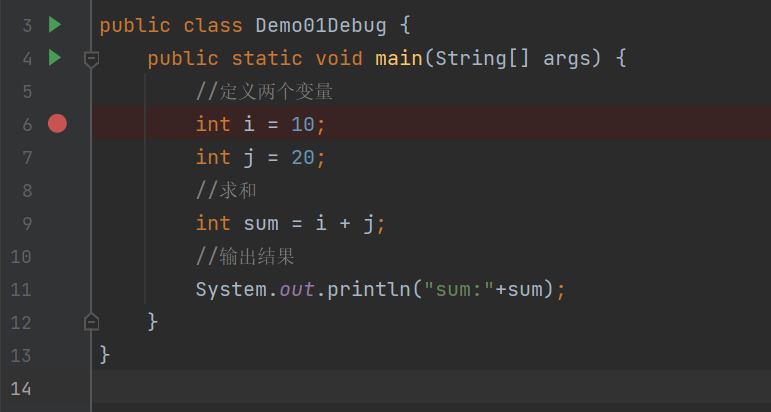 3 public class Demo01Debug {
4 public static void main(String[] args) {
5 //定义两个变量
6 int i = 10;
7 int j = 20;
8 //求和
9 int sum = i + j;
10 //输出结果
11 System.out.println("sum:"+sum);
12 }
13 }
14